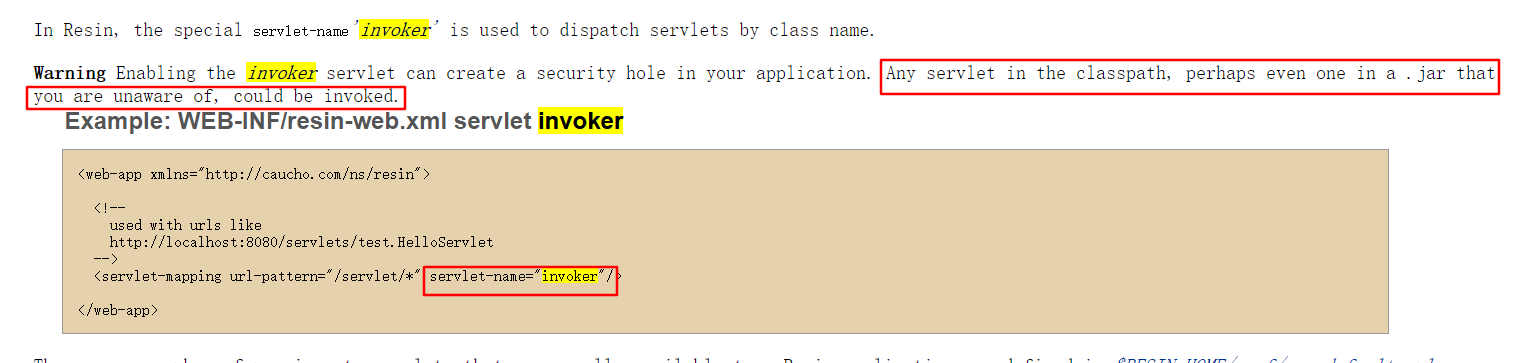 In Resin, the special servlet-name 'invoker' is used to dispatch servlets by class name.
Warning Enabling the invoker servlet can create a security hole in your application. Any servlet in the classpath, perhaps even one in a .jar that
you are unaware of, could be invoked.
Example: WEB-INF/resin-web.xml servlet invoker
<web-app xmlns="http://caucho.com/ns/resin">
<!--
used with urls like
http://localhost:8080/servlets/test.HelloServlet
-->
<servlet-mapping url-pattern="/servlet/*" servlet-name="invoker"/>
</web-app>